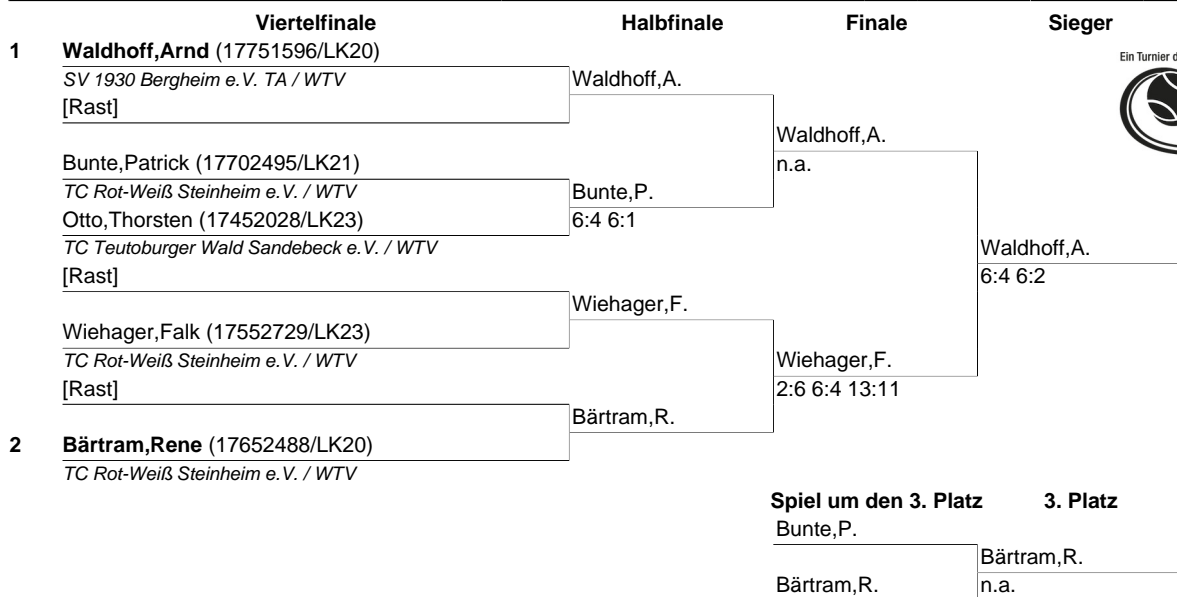 Viertelfinale Halbfinale Finale Sieger
1 Waldhoff,Arnd (17751596/LK20)
Ein Turnier
SV 1930 Bergheim e.V. TA / WTV Waldhoff,A.
[Rast]
Waldhoff,A.
Bunte,Patrick (17702495/LK21) n.a.
TC Rot-Weiß Steinheim e.V. / WTV Bunte,P.
Otto,Thorsten (17452028/LK23) 6:4 6:1
TC Teutoburger Wald Sandebeck e.V. / WTV Waldhoff,A.
[Rast] 6:4 6:2
Wiehager,F.
Wiehager,Falk (17552729/LK23)
TC Rot-Weiß Steinheim e.V. / WTV Wiehager,F.
[Rast] 2:6 6:4 13:11
Bärtram,R.
2 Bärtram,Rene (17652488/LK20)
TC Rot-Weiß Steinheim e.V. / WTV
Spiel um den 3. Platz 3. Platz
Bunte,P.
Bärtram,R.
Bärtram,R. n.a.